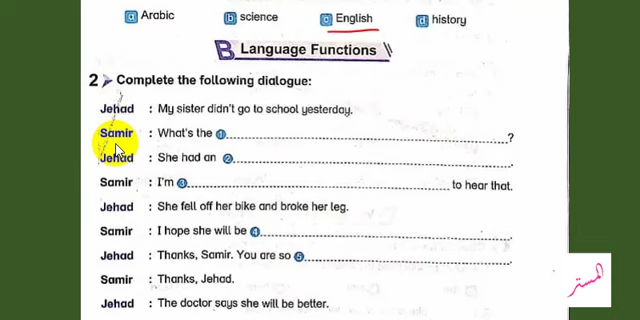 a Arabic b science c English d history
B Language Functions
2 Complete the following dialogue:
Jehad : My sister didn't go to school yesterday.
Samir : What's the 1 ........................................ ?
Jehad : She had an 2 ........................................ .
Samir : I'm 3 ........................................ to hear that.
Jehad : She fell off her bike and broke her leg.
Samir : I hope she will be 4 ........................................ .
Jehad : Thanks, Samir. You are so 5 ........................................ .
Samir : Thanks, Jehad.
Jehad : The doctor says she will be better.